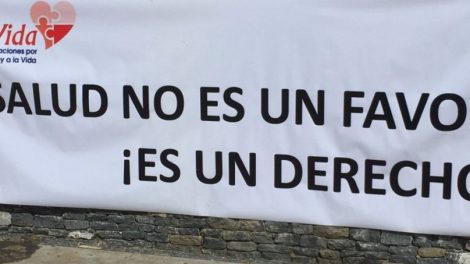 Vida
aciones por
y a la Vida
SALUD NO ES UN FAVO
¡ES UN DERECHO